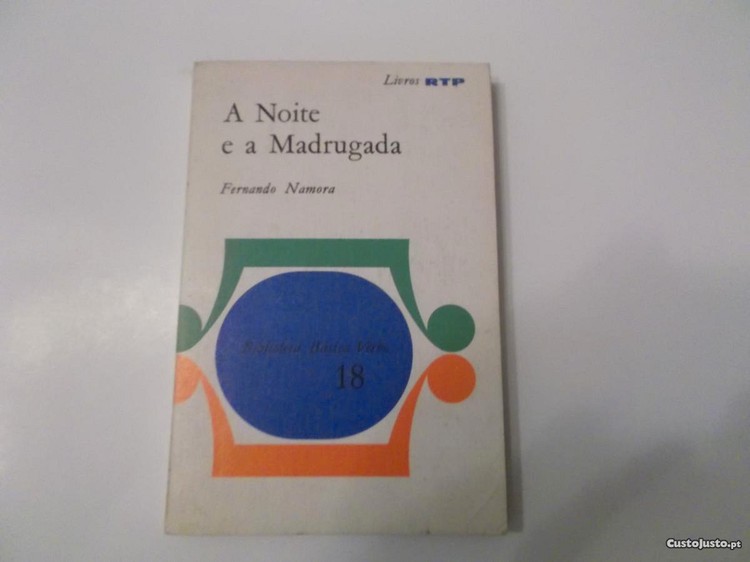 Livros RTP
A Noite
e a Madrugada
Fernando Namora
Biblioteca Básica Verbo
18
CustoJusto.pt